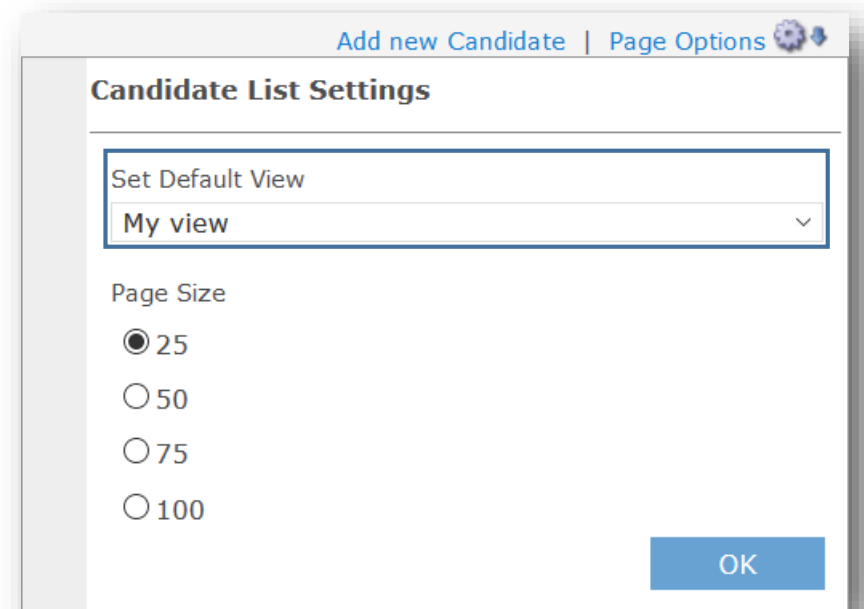 Add new Candidate | Page Options
Candidate List Settings
Set Default View
My view
Page Size
25
50
75
100
OK